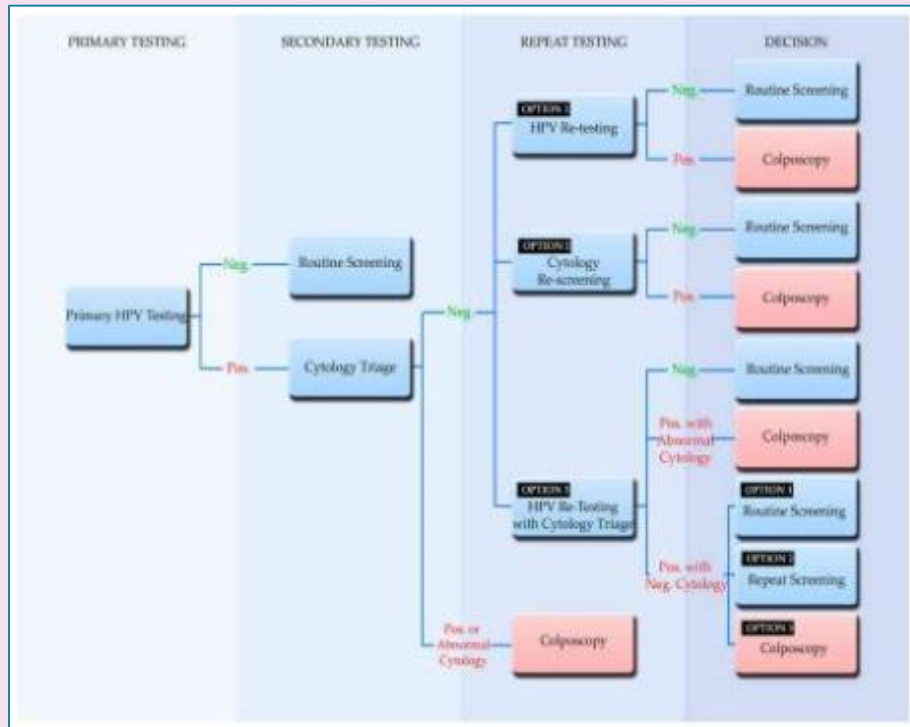 PRIMARY TESTING
SECONDARY TESTING
REPEAT TESTING
DECISION
Primary HPV Testing
Neg.
Routine Screening
Pos.
Cytology Triage
Neg.
Pos. or
Abnormal
Cytology
OPTION 1
HPV Re-testing
Neg.
Routine Screening
Pos.
Colposcopy
OPTION 2
Cytology
Re-screening
Neg.
Routine Screening
Pos.
Colposcopy
OPTION 3
HPV Re-Testing
with Cytology Triage
Neg.
Routine Screening
Pos. with
Abnormal
Cytology
Colposcopy
Pos. with
Neg. Cytology
OPTION 1
Routine Screening
OPTION 2
Repeat Screening
OPTION 3
Colposcopy
Colposcopy